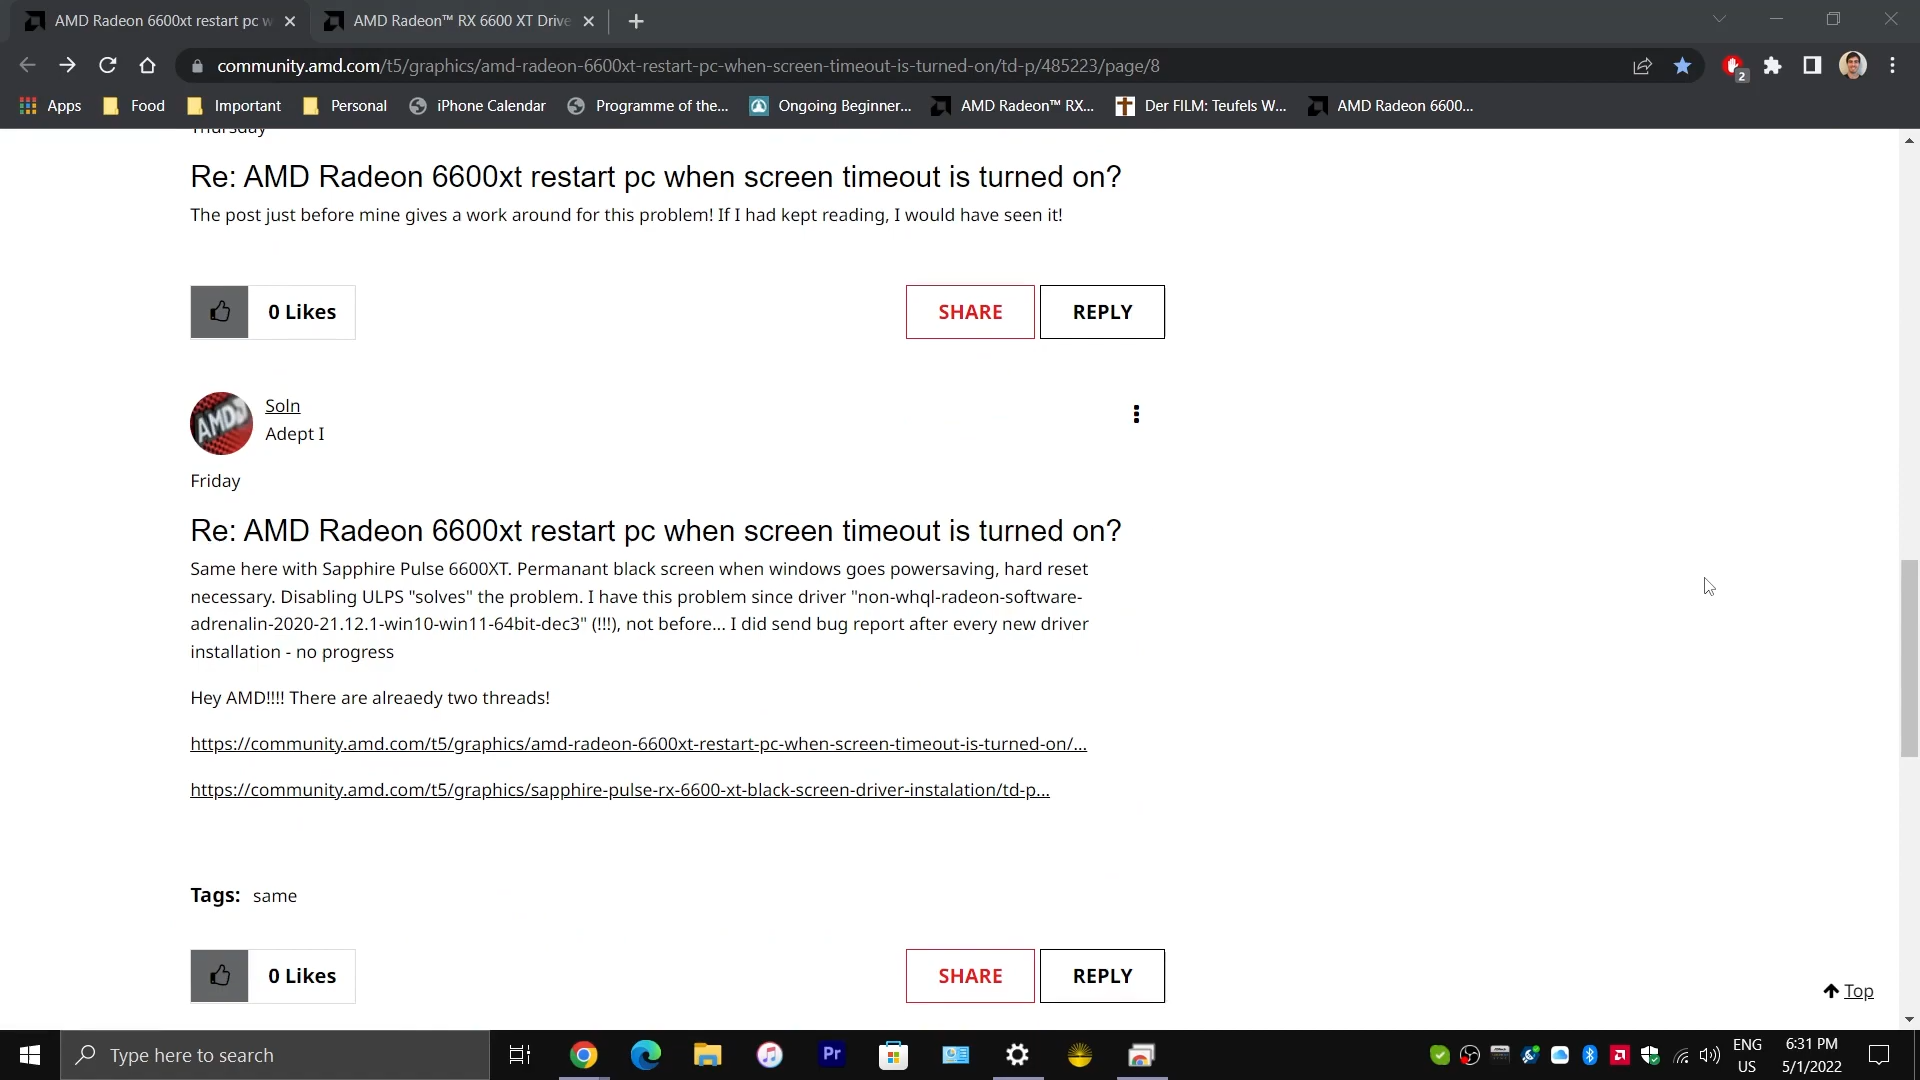 AMD Radeon 6600xt restart pc w
AMD Radeon™ RX 6600 XT Drive
community.amd.com/t5/graphics/amd-radeon-6600xt-restart-pc-when-screen-timeout-is-turned-on/td-p/485223/page/8
2
Apps
Food
Important
Personal
iPhone Calendar
Programme of the...
Ongoing Beginner...
AMD Radeon™ RX...
Der FILM: Teufels W...
AMD Radeon 6600...
Thursday
Re: AMD Radeon 6600xt restart pc when screen timeout is turned on?
The post just before mine gives a work around for this problem! If I had kept reading, I would have seen it!
0 Likes
SHARE
REPLY
AMD
Soln
Adept I
Friday
Re: AMD Radeon 6600xt restart pc when screen timeout is turned on?
Same here with Sapphire Pulse 6600XT. Permanant black screen when windows goes powersaving, hard reset
necessary. Disabling ULPS "solves" the problem. I have this problem since driver "non-whql-radeon-software-
adrenalin-2020-21.12.1-win10-win11-64bit-dec3" (!!!), not before... I did send bug report after every new driver
installation - no progress
Hey AMD!!!! There are alreaedy two threads!
https://community.amd.com/t5/graphics/amd-radeon-6600xt-restart-pc-when-screen-timeout-is-turned-on/...
https://community.amd.com/t5/graphics/sapphire-pulse-rx-6600-xt-black-screen-driver-instalation/td-p...
Tags: same
0 Likes
SHARE
REPLY
Top
Type here to search
Pr
ENG
US
6:31 PM
5/1/2022